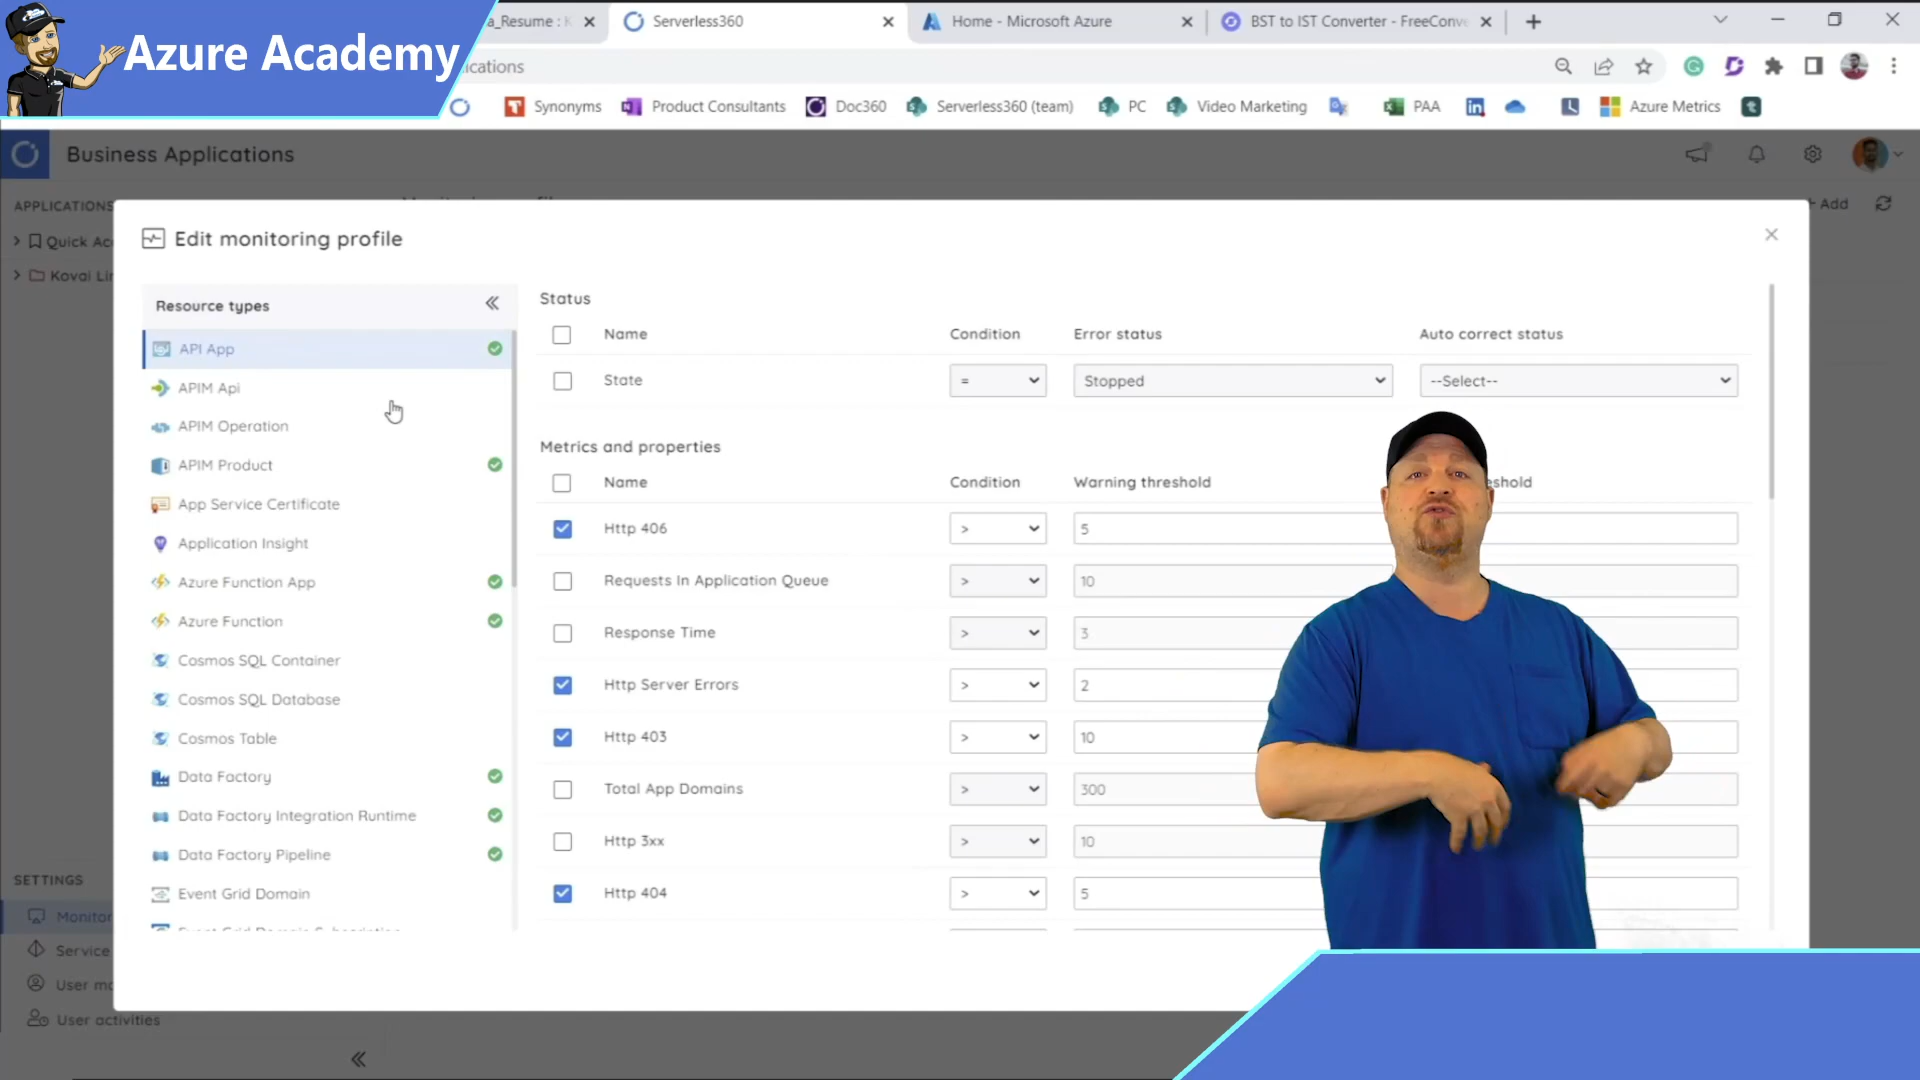 Azure Academy
a_Resume : K
Serverless360
Home - Microsoft Azure
BST to IST Converter - FreeConve
ications
Synonyms
Product Consultants
Doc360
Serverless360 (team)
PC
Video Marketing
PAA
Azure Metrics
Business Applications
APPLICATIONS
Add
Quick Ac
Kovai Lim
Edit monitoring profile
Resource types
API App
APIM Api
APIM Operation
APIM Product
App Service Certificate
Application Insight
Azure Function App
Azure Function
Cosmos SQL Container
Cosmos SQL Database
Cosmos Table
Data Factory
Data Factory Integration Runtime
Data Factory Pipeline
Event Grid Domain
Event Grid Domain Subscription
Status
Name Condition Error status Auto correct status
State = Stopped --Select--
Metrics and properties
Name Condition Warning threshold eshold
Http 406 > 5
Requests In Application Queue > 10
Response Time > 3
Http Server Errors > 2
Http 403 > 10
Total App Domains > 300
Http 3xx > 10
Http 404 > 5
SETTINGS
Monitor
Service
User mo
User activities